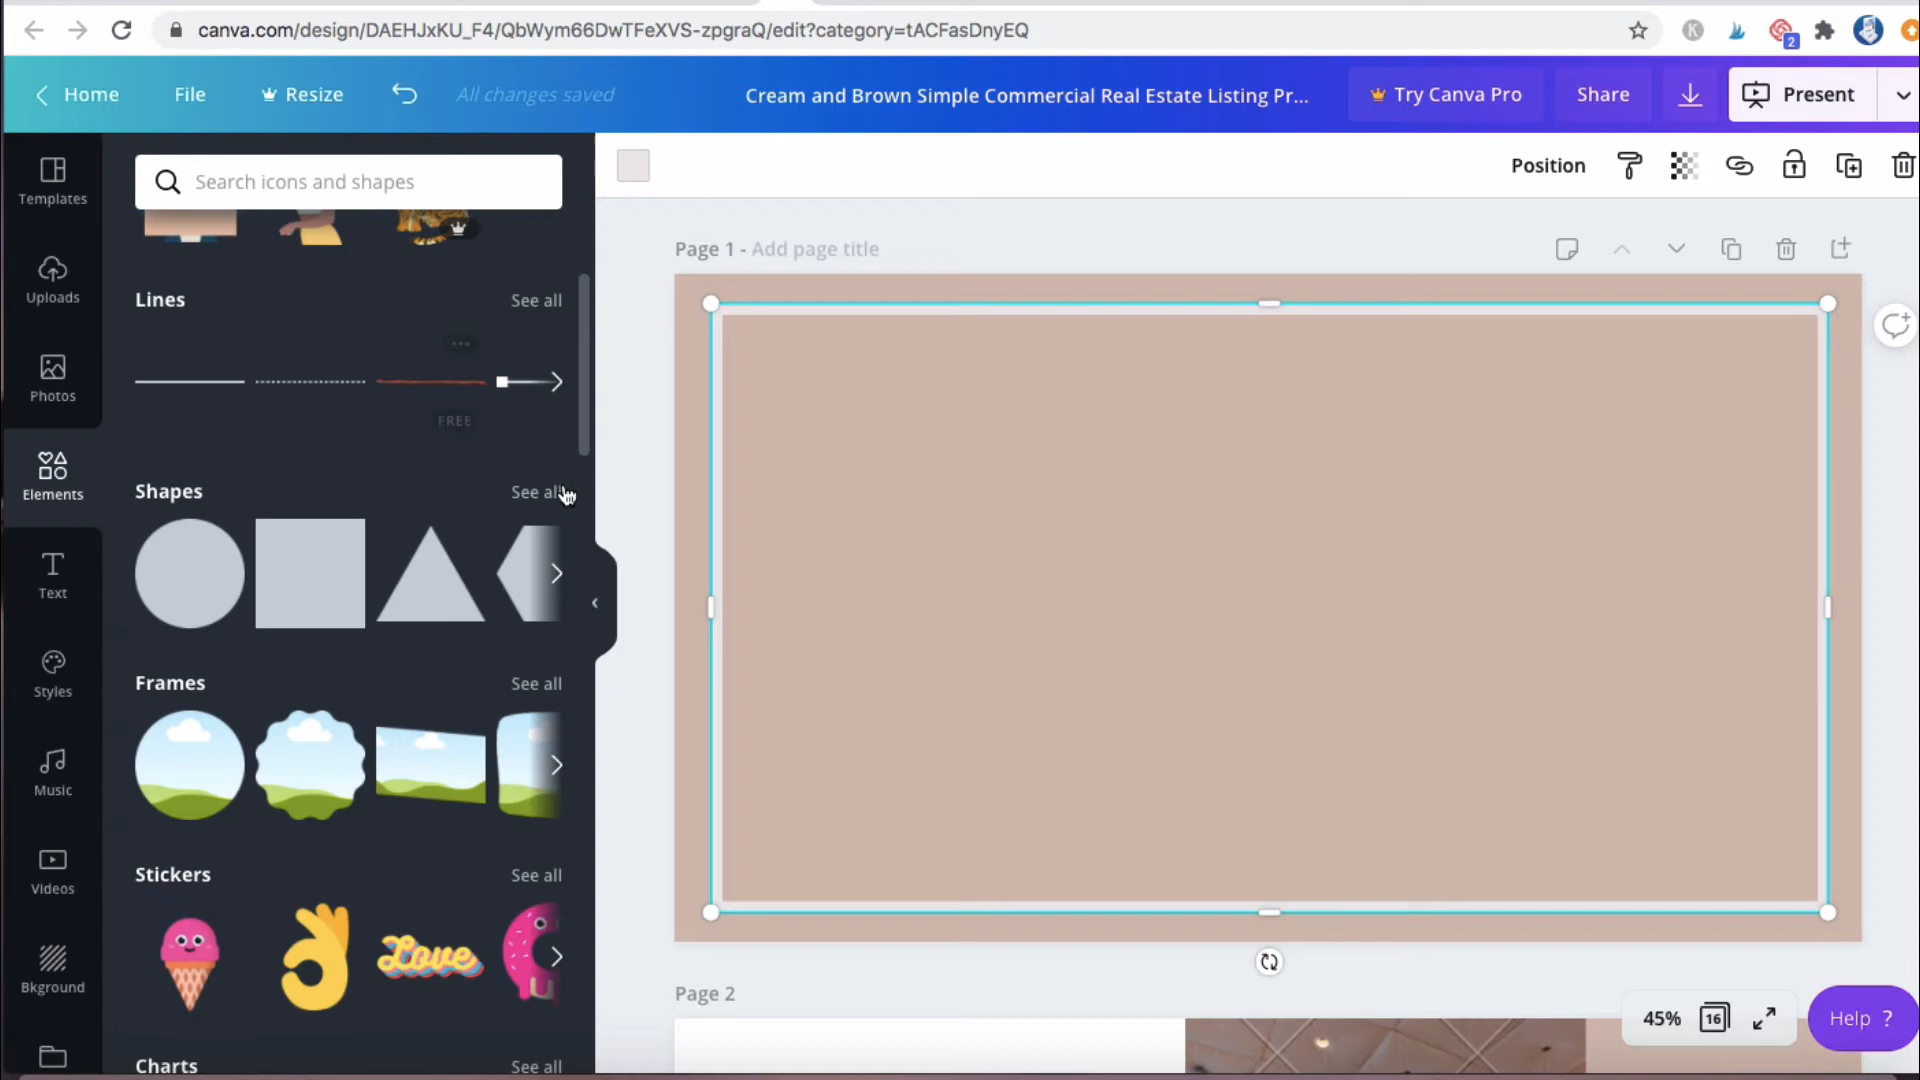 canva.com/design/DAEHJxKU_F4/QbWym66DwTFeXVS-zpgraQ/edit?category=tACFasDnyEQ
K
2
Home
File
Resize
All changes saved
Cream and Brown Simple Commercial Real Estate Listing Pr...
Try Canva Pro
Share
Present
Templates
Uploads
Photos
Elements
Text
Styles
Music
Videos
Bkground
Search icons and shapes
Lines
See all
FREE
Shapes
See all
Frames
See all
Stickers
See all
Love
Charts
See all
Position
Page 1 - Add page title
Page 2
45%
16
Help ?